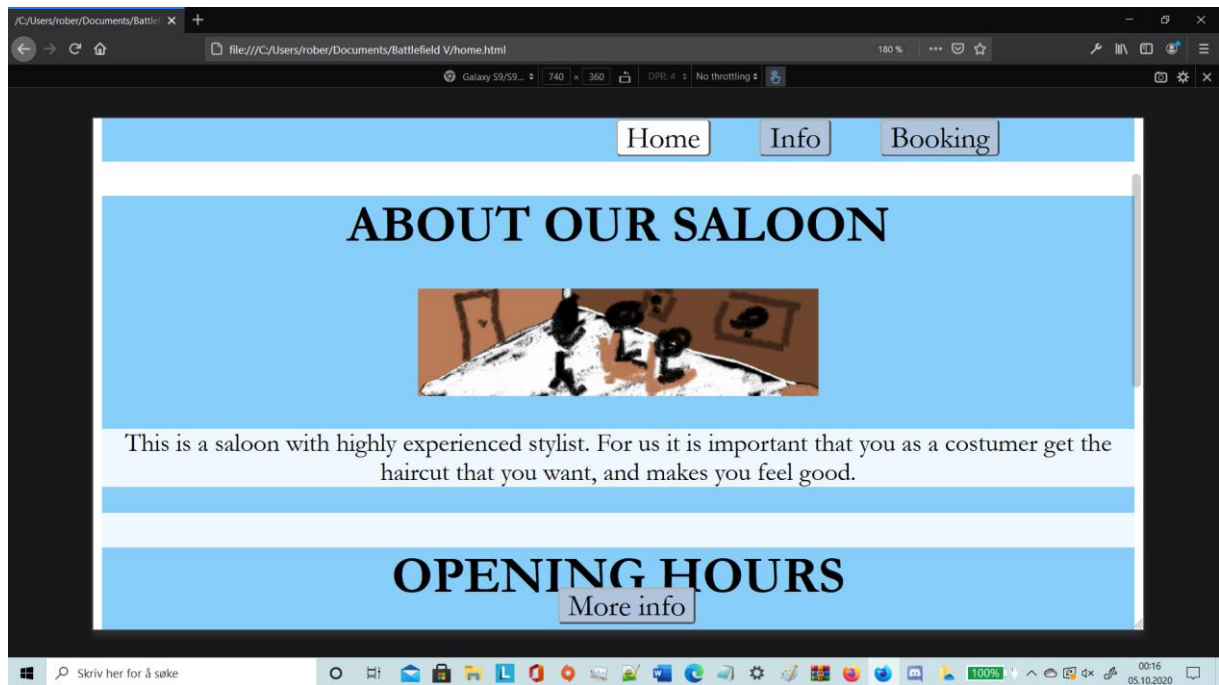 /C:/Users/rober/Documents/Battlef
file:///C:/Users/rober/Documents/Battlefield V/home.html
180 %
Galaxy S9/S9... 740 × 360 DPR: 4 No throttling
Home Info Booking
ABOUT OUR SALOON
This is a saloon with highly experienced stylist. For us it is important that you as a costumer get the
haircut that you want, and makes you feel good.
OPENING HOURS
More info
Skriv her for å søke
100%
00:16
05.10.2020